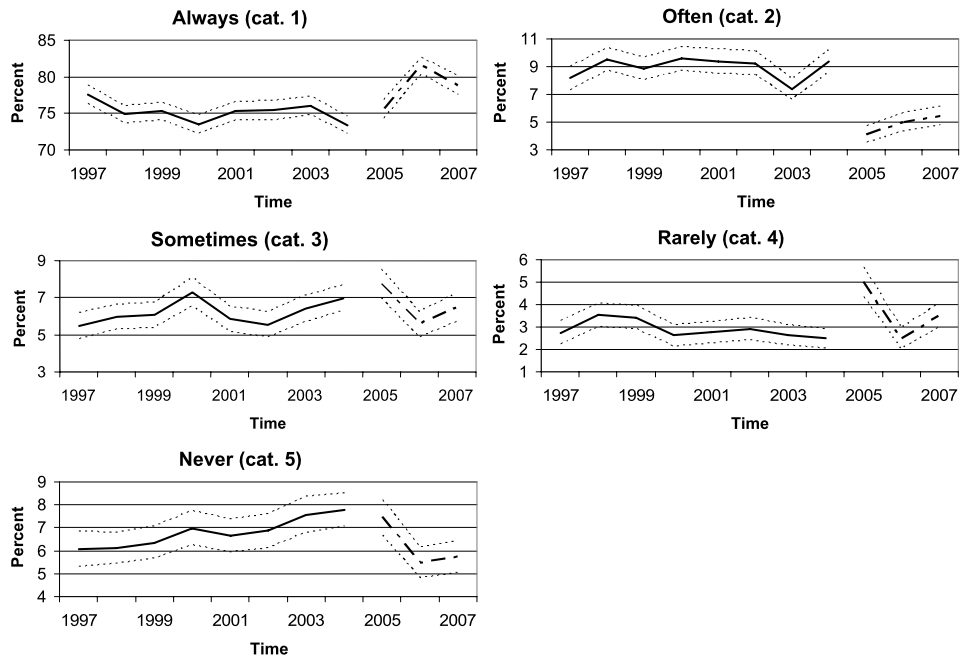 Always (cat. 1)
85
80
75
70
Percent
1997 1999 2001 2003 2005 2007
Time
Often (cat. 2)
11
9
7
5
3
Percent
1997 1999 2001 2003 2005 2007
Time
Sometimes (cat. 3)
9
7
5
3
Percent
1997 1999 2001 2003 2005 2007
Time
Rarely (cat. 4)
6
5
4
3
2
1
Percent
1997 1999 2001 2003 2005 2007
Time
Never (cat. 5)
9
8
7
6
5
4
Percent
1997 1999 2001 2003 2005 2007
Time